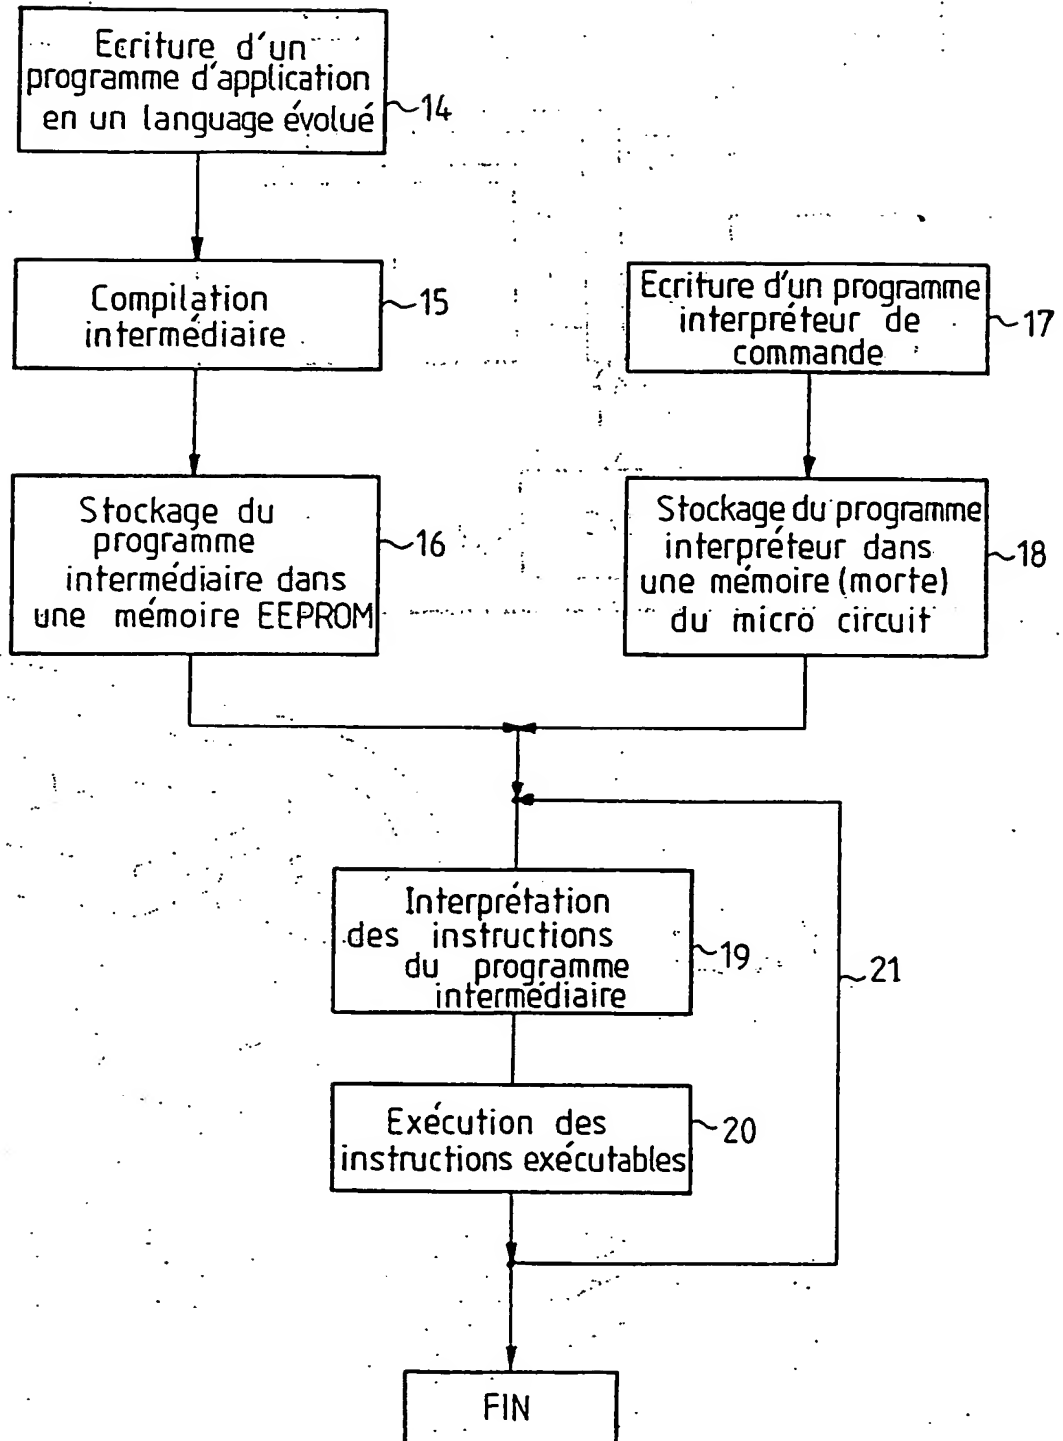 Ecriture d'un
programme d'application
en un language évolué
14
Compilation
intermédiaire
15
Stockage du
programme
intermédiaire dans
une mémoire EEPROM
16
Ecriture d'un programme
interpréteur de
commande
17
Stockage du programme
interpréteur dans
une mémoire (morte)
du micro circuit
18
Interprétation
des instructions
du programme
intermédiaire
19
21
Exécution des
instructions exécutables
20
FIN